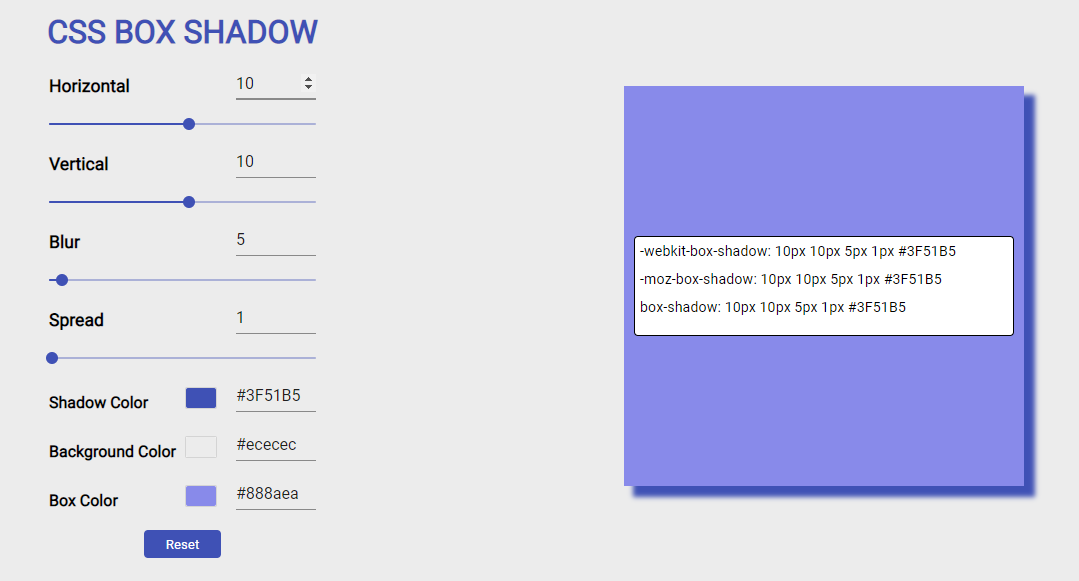 CSS BOX SHADOW
Horizontal 10
Vertical 10
Blur 5
Spread 1
Shadow Color #3F51B5
Background Color #ececec
Box Color #888aea
Reset
-webkit-box-shadow: 10px 10px 5px 1px #3F51B5
-moz-box-shadow: 10px 10px 5px 1px #3F51B5
box-shadow: 10px 10px 5px 1px #3F51B5